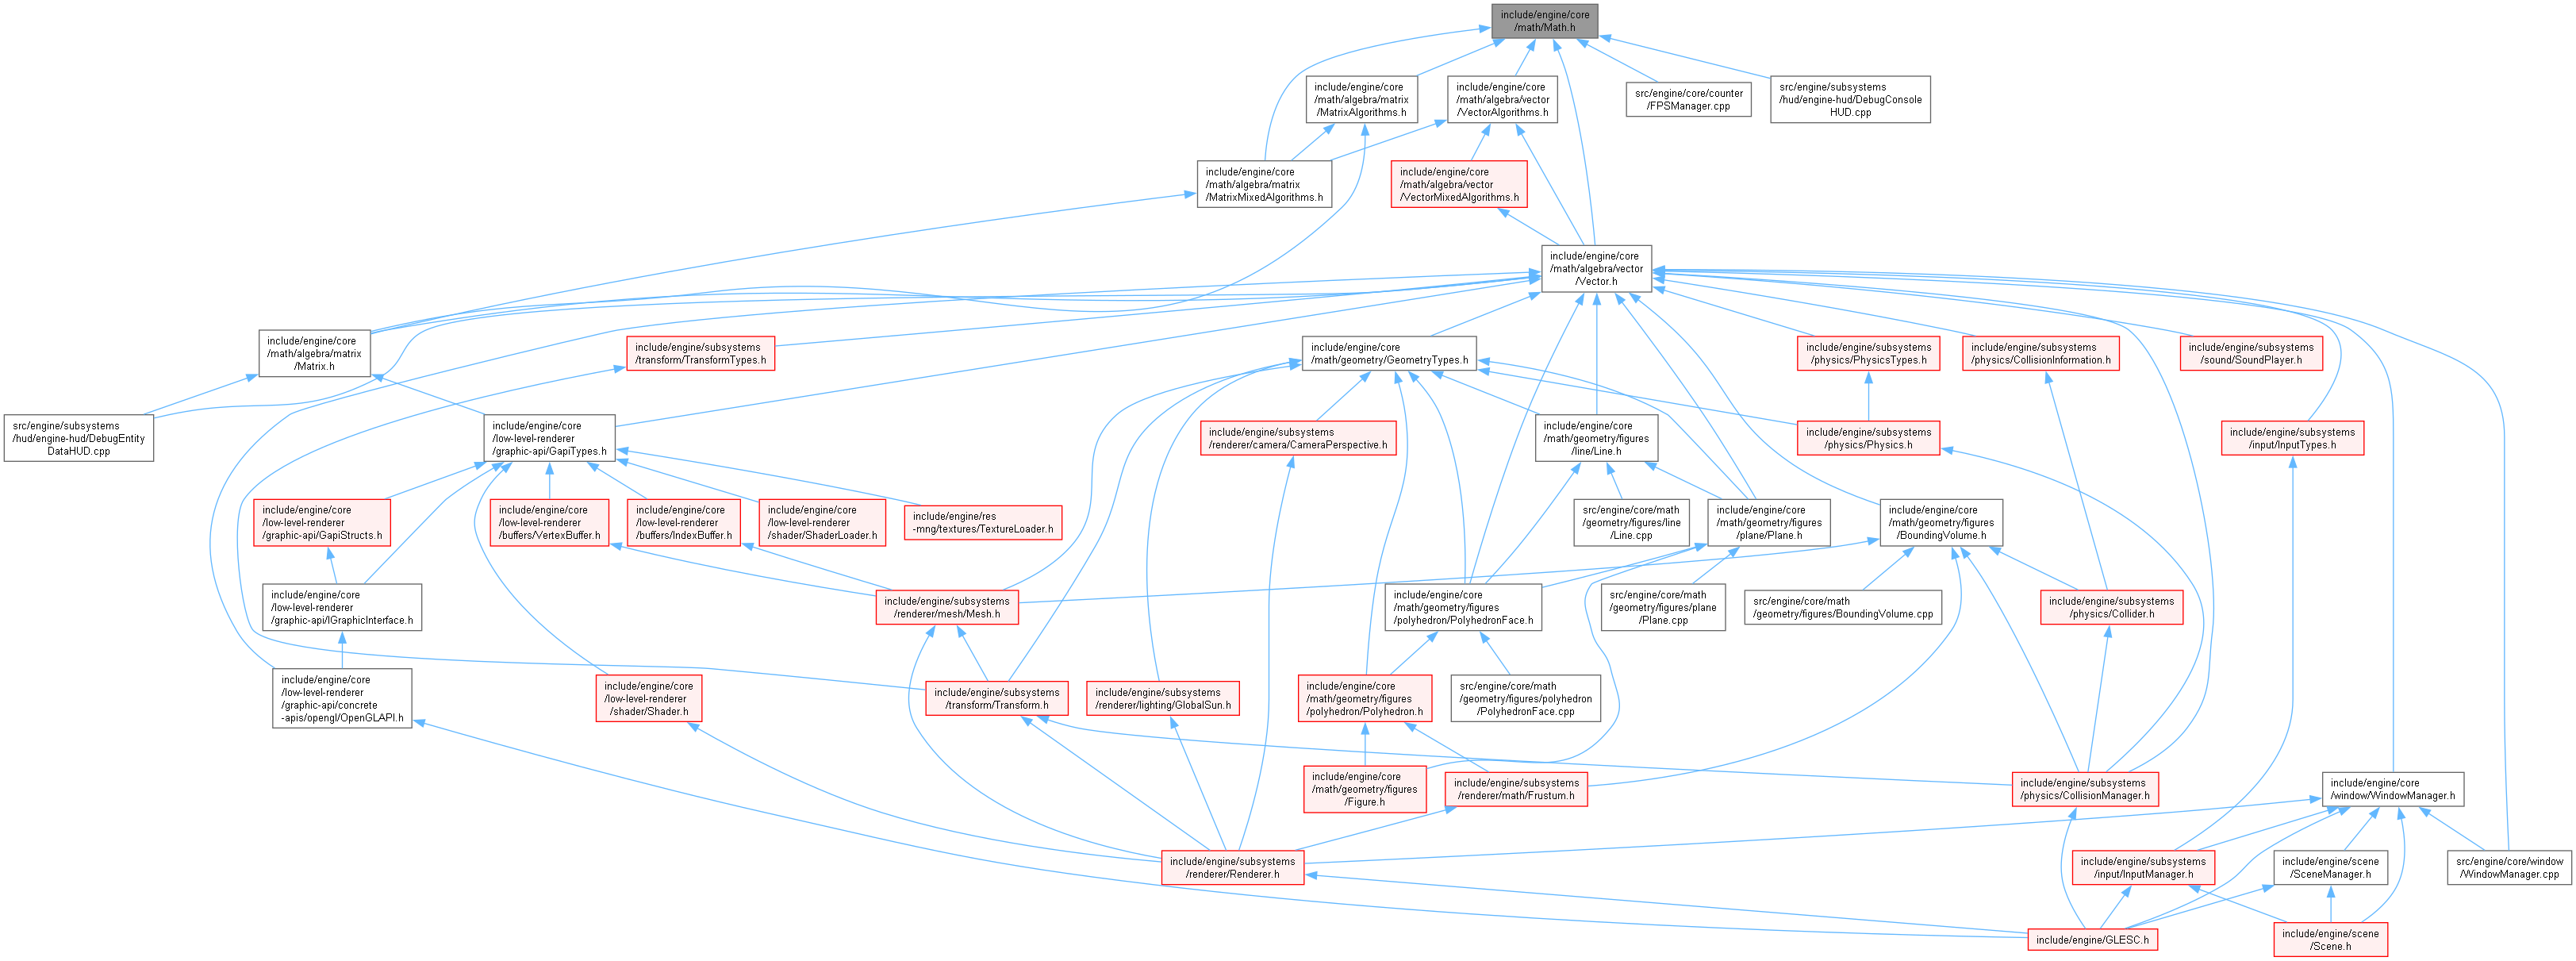 include/engine/core
/math/Math.h
include/engine/core
/math/algebra/matrix
/MatrixAlgorithms.h
include/engine/core
/math/algebra/vector
/VectorAlgorithms.h
src/engine/core/counter
/FPSManager.cpp
src/engine/subsystems
/hud/engine-hud/DebugConsole
HUD.cpp
include/engine/core
/math/algebra/matrix
/MatrixMixedAlgorithms.h
include/engine/core
/math/algebra/vector
/VectorMixedAlgorithms.h
include/engine/core
/math/algebra/vector
/Vector.h
include/engine/core
/math/algebra/matrix
/Matrix.h
include/engine/subsystems
/transform/TransformTypes.h
include/engine/core
/math/geometry/GeometryTypes.h
include/engine/subsystems
/physics/PhysicsTypes.h
include/engine/subsystems
/physics/CollisionInformation.h
include/engine/subsystems
/sound/SoundPlayer.h
src/engine/subsystems
/hud/engine-hud/DebugEntity
DataHUD.cpp
include/engine/core
/low-level-renderer
/graphic-api/GapiTypes.h
include/engine/subsystems
/renderer/camera/CameraPerspective.h
include/engine/core
/math/geometry/figures
/line/Line.h
include/engine/subsystems
/physics/Physics.h
include/engine/subsystems
/input/InputTypes.h
include/engine/core
/low-level-renderer
/graphic-api/GapiStructs.h
include/engine/core
/low-level-renderer
/buffers/VertexBuffer.h
include/engine/core
/low-level-renderer
/buffers/IndexBuffer.h
include/engine/core
/low-level-renderer
/shader/ShaderLoader.h
include/engine/res
-mng/textures/TextureLoader.h
src/engine/core/math
/geometry/figures/line
/Line.cpp
include/engine/core
/math/geometry/figures
/plane/Plane.h
include/engine/core
/math/geometry/figures
/BoundingVolume.h
include/engine/core
/low-level-renderer
/graphic-api/IGraphicInterface.h
include/engine/subsystems
/renderer/mesh/Mesh.h
include/engine/core
/math/geometry/figures
/polyhedron/PolyhedronFace.h
src/engine/core/math
/geometry/figures/plane
/Plane.cpp
src/engine/core/math
/geometry/figures/BoundingVolume.cpp
include/engine/subsystems
/physics/Collider.h
include/engine/core
/low-level-renderer
/graphic-api/concrete
-apis/opengl/OpenGLAPI.h
include/engine/core
/low-level-renderer
/shader/Shader.h
include/engine/subsystems
/transform/Transform.h
include/engine/subsystems
/renderer/lighting/GlobalSun.h
include/engine/core
/math/geometry/figures
/polyhedron/Polyhedron.h
src/engine/core/math
/geometry/figures/polyhedron
/PolyhedronFace.cpp
include/engine/core
/math/geometry/figures
/Figure.h
include/engine/subsystems
/renderer/math/Frustum.h
include/engine/subsystems
/physics/CollisionManager.h
include/engine/core
/window/WindowManager.h
include/engine/subsystems
/renderer/Renderer.h
include/engine/subsystems
/input/InputManager.h
include/engine/scene
/SceneManager.h
src/engine/core/window
/WindowManager.cpp
include/engine/GLESC.h
include/engine/scene
/Scene.h